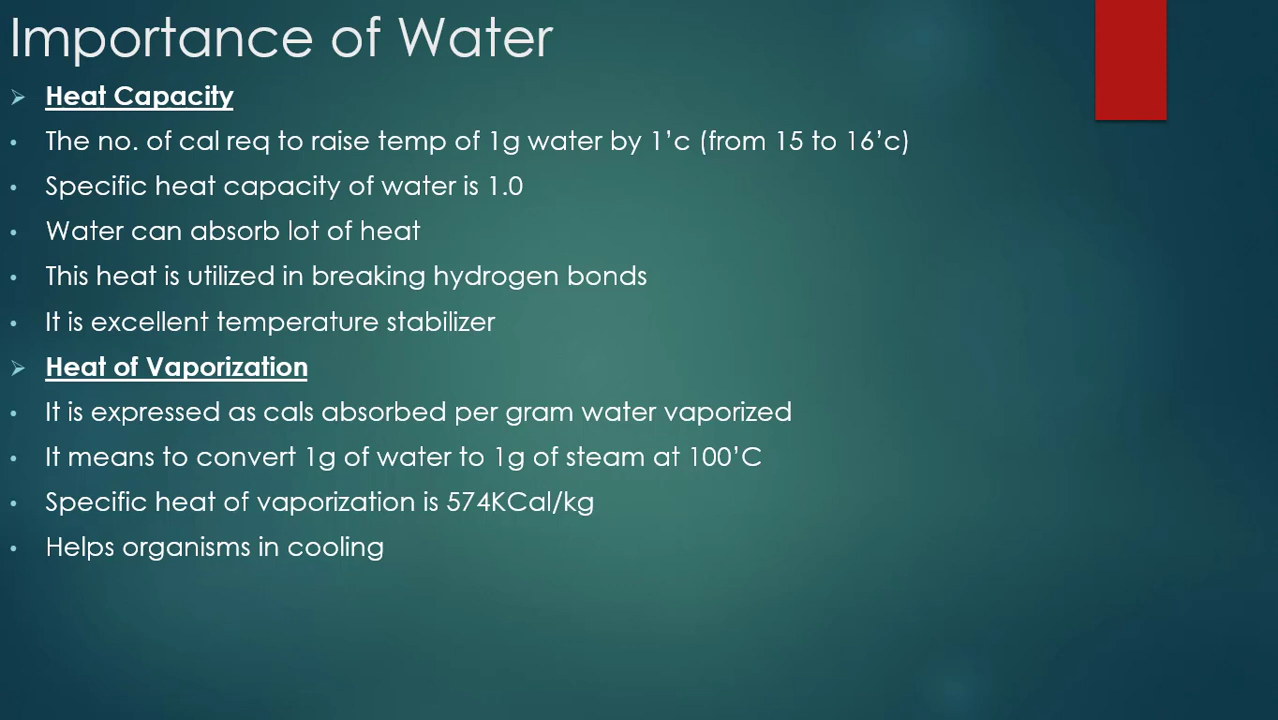 Importance of Water
Heat Capacity
The no. of cal req to raise temp of 1g water by 1’c (from 15 to 16’c)
Specific heat capacity of water is 1.0
Water can absorb lot of heat
This heat is utilized in breaking hydrogen bonds
It is excellent temperature stabilizer
Heat of Vaporization
It is expressed as cals absorbed per gram water vaporized
It means to convert 1g of water to 1g of steam at 100’C
Specific heat of vaporization is 574KCal/kg
Helps organisms in cooling